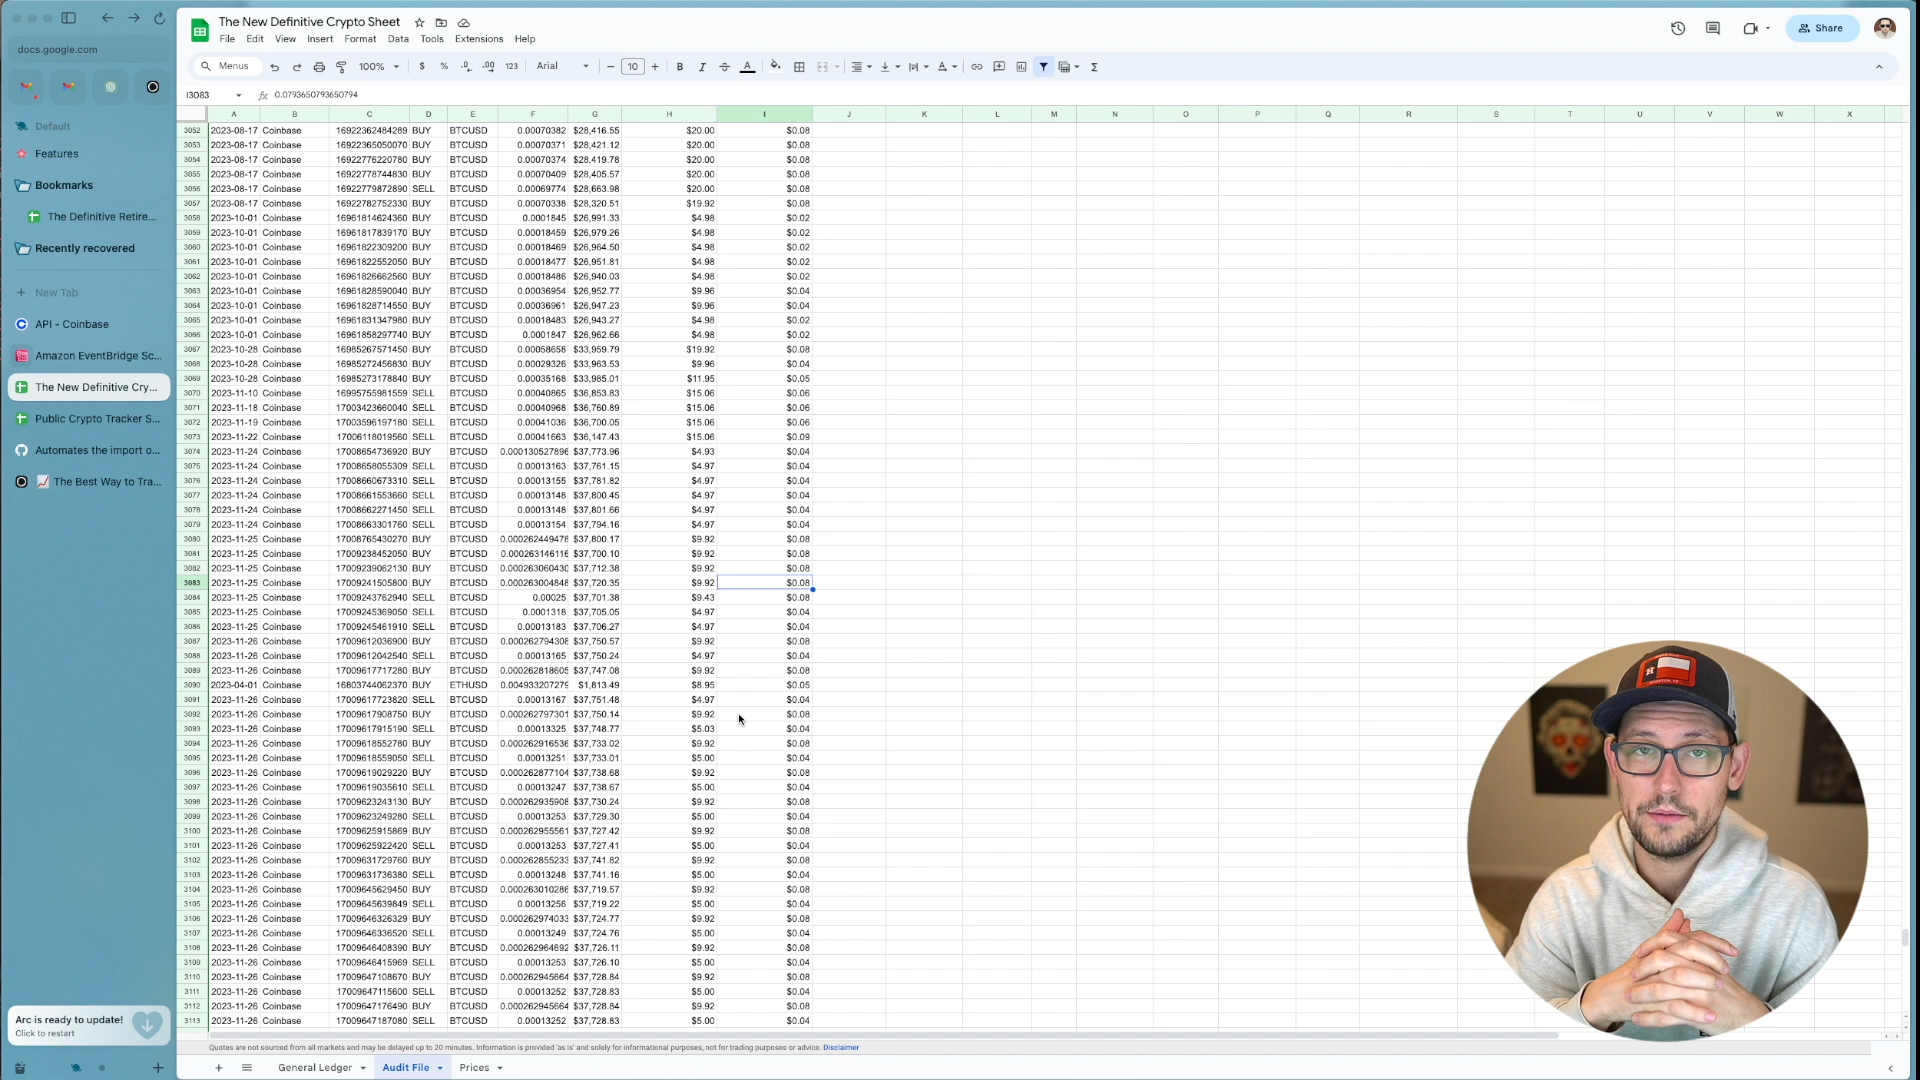 The New Definitive Crypto Sheet
File Edit View Insert Format Data Tools Extensions Help
Share
docs.google.com
Menus 100% $ % .0 .00 123 Arial 10 B I S A
I3083 fx 0.0793650793650794
A B C D E F G H I J K L M N O P Q R S T U V W X
Default
Features
Bookmarks
The Definitive Retire...
Recently recovered
New Tab
API - Coinbase
Amazon EventBridge Sc...
The New Definitive Cry...
Public Crypto Tracker S...
Automates the import o...
The Best Way to Tra...
Arc is ready to update!
Click to restart
3052 2023-08-17 Coinbase 16922362484289 BUY BTCUSD 0.00070382 $28,416.55 $20.00 $0.08
3053 2023-08-17 Coinbase 16922365050070 BUY BTCUSD 0.00070371 $28,421.12 $20.00 $0.08
3054 2023-08-17 Coinbase 16922776220780 BUY BTCUSD 0.00070374 $28,419.78 $20.00 $0.08
3055 2023-08-17 Coinbase 16922778744830 BUY BTCUSD 0.00070409 $28,405.57 $20.00 $0.08
3056 2023-08-17 Coinbase 16922779872890 SELL BTCUSD 0.00069774 $28,663.98 $20.00 $0.08
3057 2023-08-17 Coinbase 16922782752330 BUY BTCUSD 0.00070338 $28,320.51 $19.92 $0.08
3058 2023-10-01 Coinbase 16961814624360 BUY BTCUSD 0.0001845 $26,991.33 $4.98 $0.02
3059 2023-10-01 Coinbase 16961817839170 BUY BTCUSD 0.00018459 $26,979.26 $4.98 $0.02
3060 2023-10-01 Coinbase 16961822309200 BUY BTCUSD 0.00018469 $26,964.50 $4.98 $0.02
3061 2023-10-01 Coinbase 16961822552050 BUY BTCUSD 0.00018477 $26,951.81 $4.98 $0.02
3062 2023-10-01 Coinbase 16961826662560 BUY BTCUSD 0.00018486 $26,940.03 $4.98 $0.02
3063 2023-10-01 Coinbase 16961828590040 BUY BTCUSD 0.00036954 $26,952.77 $9.96 $0.04
3064 2023-10-01 Coinbase 16961828714550 BUY BTCUSD 0.00036961 $26,947.23 $9.96 $0.04
3065 2023-10-01 Coinbase 16961831347980 BUY BTCUSD 0.00018483 $26,943.27 $4.98 $0.02
3066 2023-10-01 Coinbase 16961858297740 BUY BTCUSD 0.0001847 $26,962.66 $4.98 $0.02
3067 2023-10-28 Coinbase 16985267571450 BUY BTCUSD 0.00058658 $33,959.79 $19.92 $0.08
3068 2023-10-28 Coinbase 16985272456830 BUY BTCUSD 0.00029326 $33,963.53 $9.96 $0.04
3069 2023-10-28 Coinbase 16985273178840 BUY BTCUSD 0.00035168 $33,985.01 $11.95 $0.05
3070 2023-11-10 Coinbase 16995755981559 SELL BTCUSD 0.00040865 $36,853.83 $15.06 $0.06
3071 2023-11-18 Coinbase 17003423660040 SELL BTCUSD 0.00040968 $36,760.89 $15.06 $0.06
3072 2023-11-19 Coinbase 17003596197180 SELL BTCUSD 0.00041036 $36,700.05 $15.06 $0.06
3073 2023-11-22 Coinbase 17006118019560 SELL BTCUSD 0.00041663 $36,147.43 $15.06 $0.09
3074 2023-11-24 Coinbase 17008654736920 BUY BTCUSD 0.000130527896 $37,773.96 $4.93 $0.04
3075 2023-11-24 Coinbase 17008658055309 SELL BTCUSD 0.00013163 $37,761.15 $4.97 $0.04
3076 2023-11-24 Coinbase 17008660673310 SELL BTCUSD 0.00013155 $37,781.82 $4.97 $0.04
3077 2023-11-24 Coinbase 17008661553660 SELL BTCUSD 0.00013148 $37,800.45 $4.97 $0.04
3078 2023-11-24 Coinbase 17008662271450 SELL BTCUSD 0.00013148 $37,801.66 $4.97 $0.04
3079 2023-11-24 Coinbase 17008663301760 SELL BTCUSD 0.00013154 $37,794.16 $4.97 $0.04
3080 2023-11-25 Coinbase 17008765430270 BUY BTCUSD 0.000262449478 $37,800.17 $9.92 $0.08
3081 2023-11-25 Coinbase 17009238452050 BUY BTCUSD 0.000263146116 $37,700.10 $9.92 $0.08
3082 2023-11-25 Coinbase 17009239062130 BUY BTCUSD 0.000263060430 $37,712.38 $9.92 $0.08
3083 2023-11-25 Coinbase 17009241505800 BUY BTCUSD 0.000263004848 $37,720.35 $9.92 $0.08
3084 2023-11-25 Coinbase 17009243762940 SELL BTCUSD 0.00025 $37,701.38 $9.43 $0.08
3085 2023-11-25 Coinbase 17009245369050 SELL BTCUSD 0.0001318 $37,705.05 $4.97 $0.04
3086 2023-11-25 Coinbase 17009245461910 SELL BTCUSD 0.00013183 $37,706.27 $4.97 $0.04
3087 2023-11-26 Coinbase 17009612036900 BUY BTCUSD 0.000262794308 $37,750.57 $9.92 $0.08
3088 2023-11-26 Coinbase 17009612042540 SELL BTCUSD 0.00013165 $37,750.24 $4.97 $0.04
3089 2023-11-26 Coinbase 17009617717280 BUY BTCUSD 0.000262818605 $37,747.08 $9.92 $0.08
3090 2023-04-01 Coinbase 16803744062370 BUY ETHUSD 0.004933207279 $1,813.49 $8.95 $0.05
3091 2023-11-26 Coinbase 17009617723820 SELL BTCUSD 0.00013167 $37,751.48 $4.97 $0.04
3092 2023-11-26 Coinbase 17009617908750 BUY BTCUSD 0.000262797301 $37,750.14 $9.92 $0.08
3093 2023-11-26 Coinbase 17009617915190 SELL BTCUSD 0.00013325 $37,748.77 $5.03 $0.04
3094 2023-11-26 Coinbase 17009618552780 BUY BTCUSD 0.000262916536 $37,733.02 $9.92 $0.08
3095 2023-11-26 Coinbase 17009618559050 SELL BTCUSD 0.00013251 $37,733.01 $5.00 $0.04
3096 2023-11-26 Coinbase 17009619029220 BUY BTCUSD 0.000262877104 $37,738.68 $9.92 $0.08
3097 2023-11-26 Coinbase 17009619035610 SELL BTCUSD 0.00013247 $37,738.67 $5.00 $0.04
3098 2023-11-26 Coinbase 17009623243130 BUY BTCUSD 0.000262935908 $37,730.24 $9.92 $0.08
3099 2023-11-26 Coinbase 17009623249280 SELL BTCUSD 0.00013253 $37,729.30 $5.00 $0.04
3100 2023-11-26 Coinbase 17009625915869 BUY BTCUSD 0.000262955561 $37,727.42 $9.92 $0.08
3101 2023-11-26 Coinbase 17009625922420 SELL BTCUSD 0.00013253 $37,727.41 $5.00 $0.04
3102 2023-11-26 Coinbase 17009631729760 BUY BTCUSD 0.000262855233 $37,741.82 $9.92 $0.08
3103 2023-11-26 Coinbase 17009631736380 SELL BTCUSD 0.00013248 $37,741.16 $5.00 $0.04
3104 2023-11-26 Coinbase 17009645629450 BUY BTCUSD 0.000263010286 $37,719.57 $9.92 $0.08
3105 2023-11-26 Coinbase 17009645639849 SELL BTCUSD 0.00013256 $37,719.22 $5.00 $0.04
3106 2023-11-26 Coinbase 17009646326329 BUY BTCUSD 0.000262974033 $37,724.77 $9.92 $0.08
3107 2023-11-26 Coinbase 17009646336520 SELL BTCUSD 0.00013249 $37,724.76 $5.00 $0.04
3108 2023-11-26 Coinbase 17009646408390 BUY BTCUSD 0.000262964692 $37,726.11 $9.92 $0.08
3109 2023-11-26 Coinbase 17009646415969 SELL BTCUSD 0.00013253 $37,726.10 $5.00 $0.04
3110 2023-11-26 Coinbase 17009647108670 BUY BTCUSD 0.000262945664 $37,728.84 $9.92 $0.08
3111 2023-11-26 Coinbase 17009647115600 SELL BTCUSD 0.00013252 $37,728.83 $5.00 $0.04
3112 2023-11-26 Coinbase 17009647176490 BUY BTCUSD 0.000262945664 $37,728.84 $9.92 $0.08
3113 2023-11-26 Coinbase 17009647187080 SELL BTCUSD 0.00013252 $37,728.83 $5.00 $0.04
Quotes are not sourced from all markets and may be delayed up to 20 minutes. Information is provided 'as is' and solely for informational purposes, not for trading purposes or advice. Disclaimer
General Ledger Audit File Prices